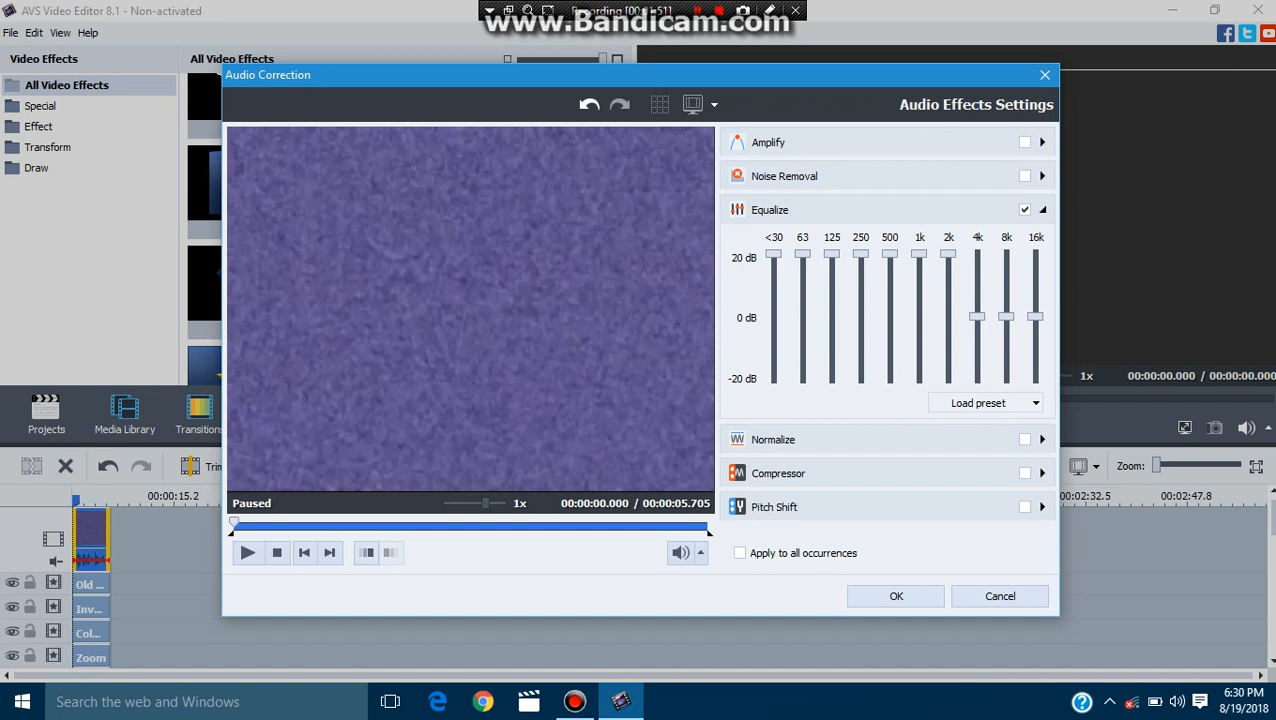 AVS Video Editor 8.1 - Non-activated
www.Bandicam.com
File Edit View Help
Video Effects
All Video Effects
All Video Effects
Special
Effect
Transform
Draw
Audio Correction
Audio Effects Settings
Amplify
Noise Removal
Equalize
<30 63 125 250 500 1k 2k 4k 8k 16k
20 dB
0 dB
-20 dB
Load preset
Normalize
Compressor
Pitch Shift
Apply to all occurrences
OK Cancel
Paused 1x 00:00:00.000 / 00:00:05.705
1x 00:00:00.000 / 00:00:00.000
Projects Media Library Transitions
Trim
Zoom:
00:00:15.2 00:02:32.5 00:02:47.8
Old ...
Inv...
Col...
Zoom
Search the web and Windows
6:30 PM
8/19/2018